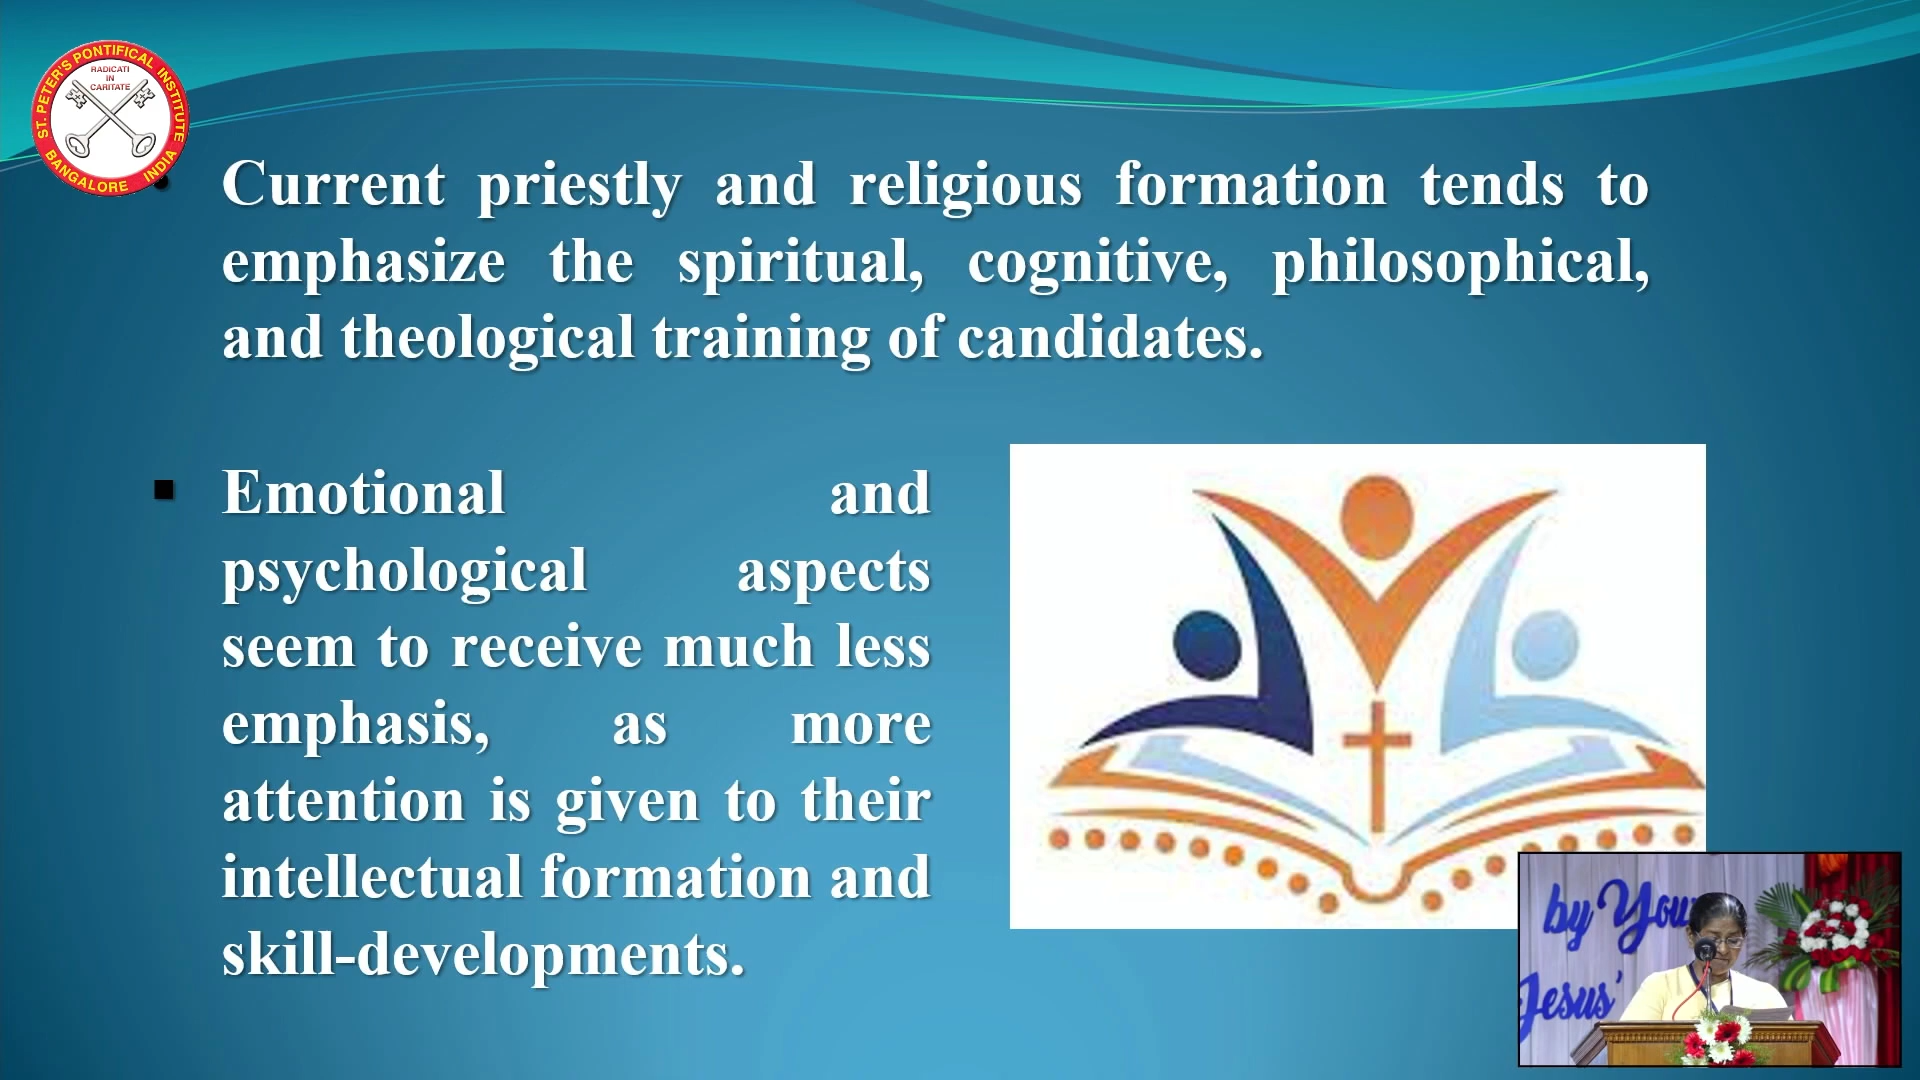 ST. PETER'S PONTIFICAL INSTITUTE
BANGALORE INDIA
RADICATI
IN
CARITATE
Current priestly and religious formation tends to
emphasize the spiritual, cognitive, philosophical,
and theological training of candidates.
Emotional and
psychological aspects
seem to receive much less
emphasis, as more
attention is given to their
intellectual formation and
skill-developments.
by You
Jesus'